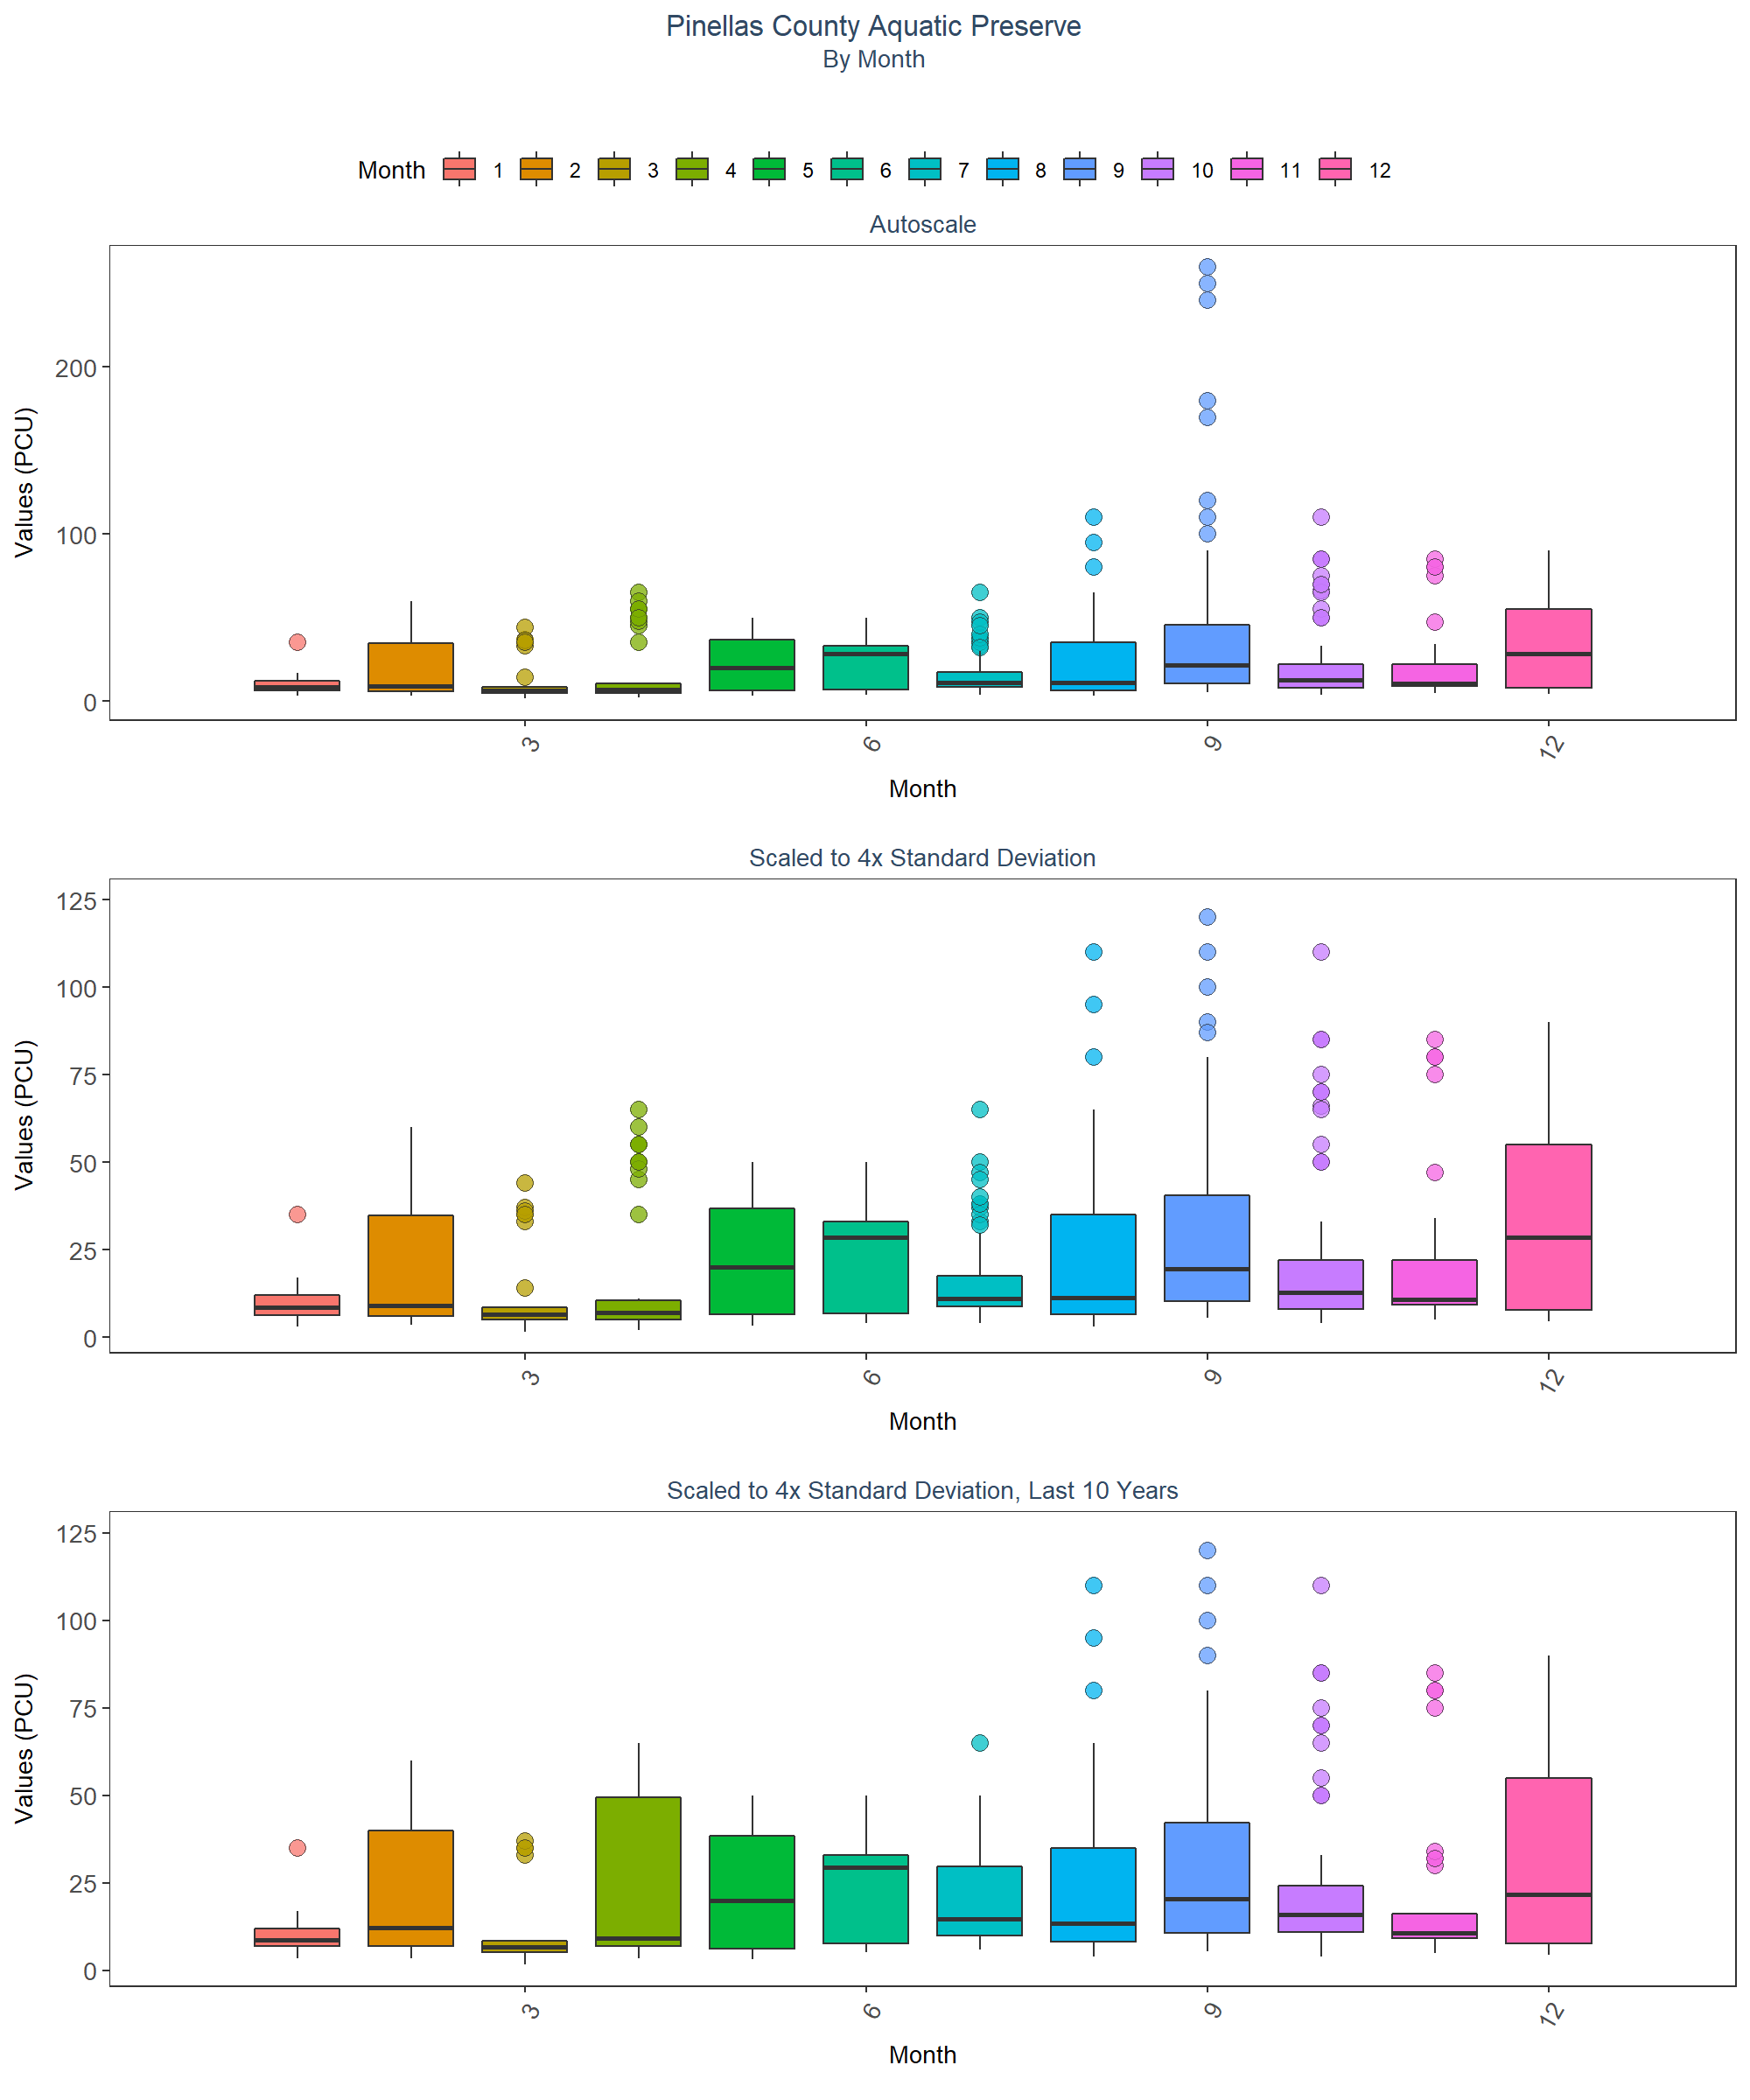 Pinellas County Aquatic Preserve
By Month
Month 1 2 3 4 5 6 7 8 9 10 11 12
Autoscale
Values (PCU)
200
100
0
3 6 9 12
Month
Scaled to 4x Standard Deviation
Values (PCU)
125
100
75
50
25
0
3 6 9 12
Month
Scaled to 4x Standard Deviation, Last 10 Years
Values (PCU)
125
100
75
50
25
0
3 6 9 12
Month